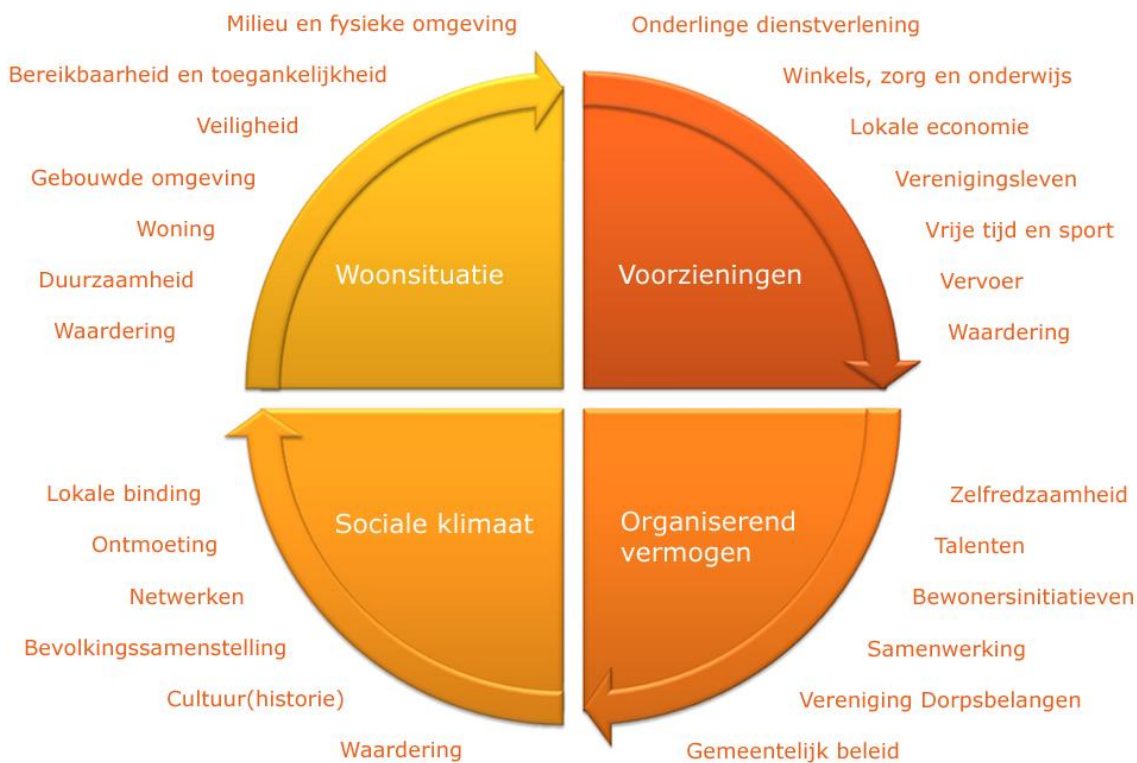 Milieu en fysieke omgeving
Bereikbaarheid en toegankelijkheid
Veiligheid
Gebouwde omgeving
Woning
Duurzaamheid
Waardering
Woonsituatie
Onderlinge dienstverlening
Winkels, zorg en onderwijs
Lokale economie
Verenigingsleven
Vrije tijd en sport
Vervoer
Waardering
Voorzieningen
Lokale binding
Ontmoeting
Netwerken
Bevolkingssamenstelling
Cultuur(historie)
Waardering
Sociale klimaat
Organiserend
vermogen
Zelfredzaamheid
Talenten
Bewonersinitiatieven
Samenwerking
Vereniging Dorpsbelangen
Gemeentelijk beleid